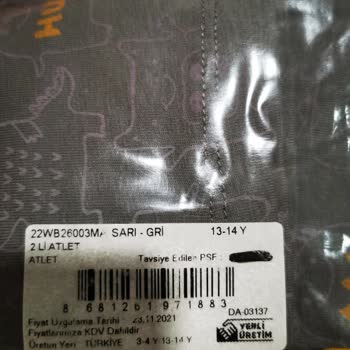 Hu
22WB26003MA SARI - GRİ 13-14 Y
2 Lİ ATLET
ATLET Tavsiye Edilen PSF :
8 681261 971883
DA-03137
Fiyat Uygulama Tarihi : 23.11.2021
Fiyatlarımıza KDV Dahildir
Üretim Yeri TÜRKİYE 3-4 Y 13-14 Y
YERLİ
ÜRETİM